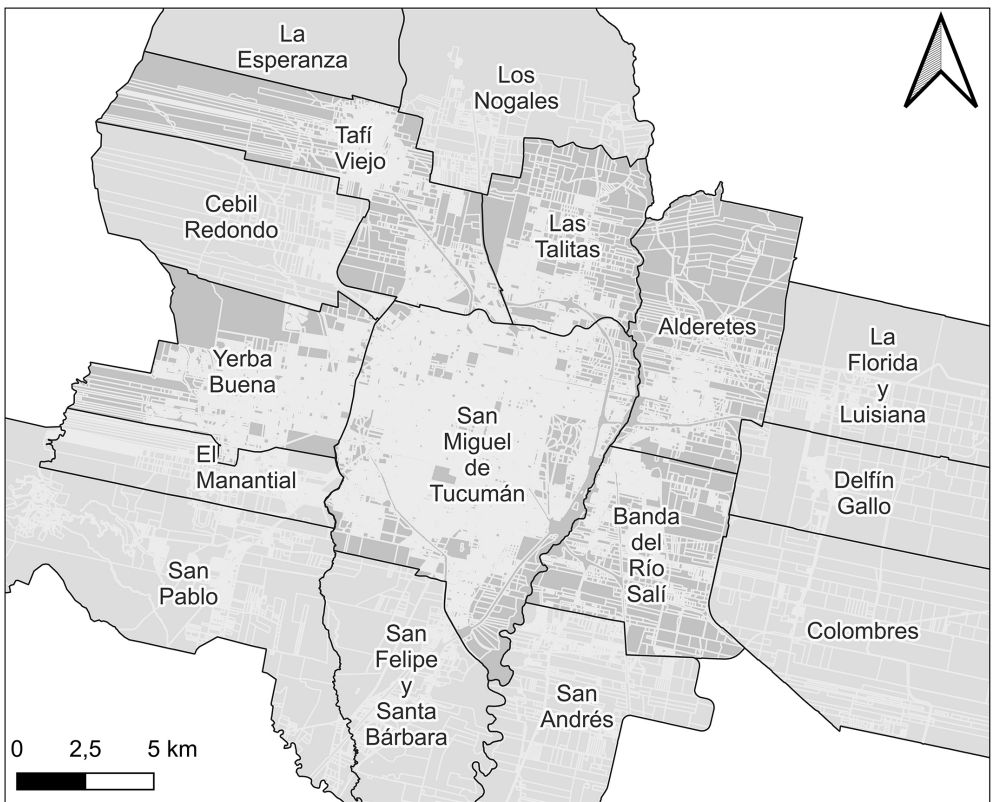 La
Esperanza
Los
Nogales
Tafí
Viejo
Cebil
Redondo
Las
Talitas
Alderetes
La
Florida
y
Luisiana
Yerba
Buena
San
Miguel
de
Tucumán
El
Manantial
Delfín
Gallo
Banda
del
Río
Salí
San
Pablo
Colombres
San
Felipe
y
Santa
Bárbara
San
Andrés
0 2,5 5 km